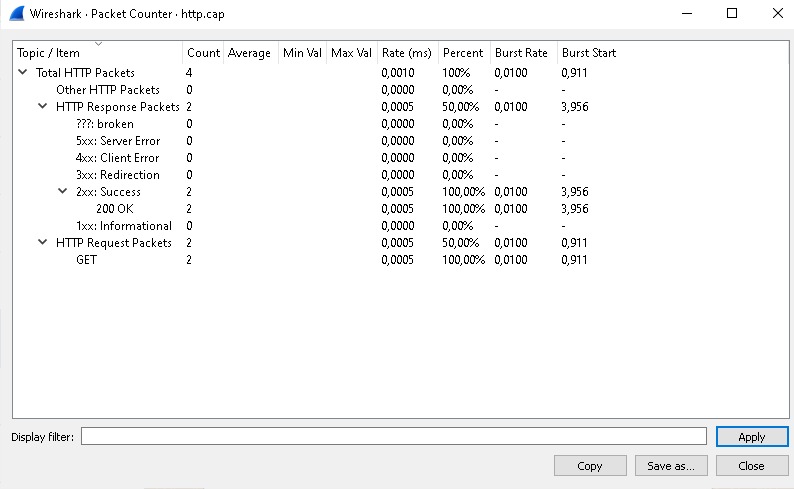 Wireshark · Packet Counter · http.cap
Topic / Item Count Average Min Val Max Val Rate (ms) Percent Burst Rate Burst Start
Total HTTP Packets 4 0,0010 100% 0,0100 0,911
Other HTTP Packets 0 0,0000 0,00% - -
HTTP Response Packets 2 0,0005 50,00% 0,0100 3,956
???: broken 0 0,0000 0,00% - -
5xx: Server Error 0 0,0000 0,00% - -
4xx: Client Error 0 0,0000 0,00% - -
3xx: Redirection 0 0,0000 0,00% - -
2xx: Success 2 0,0005 100,00% 0,0100 3,956
200 OK 2 0,0005 100,00% 0,0100 3,956
1xx: Informational 0 0,0000 0,00% - -
HTTP Request Packets 2 0,0005 50,00% 0,0100 0,911
GET 2 0,0005 100,00% 0,0100 0,911
Display filter: Apply
Copy Save as... Close